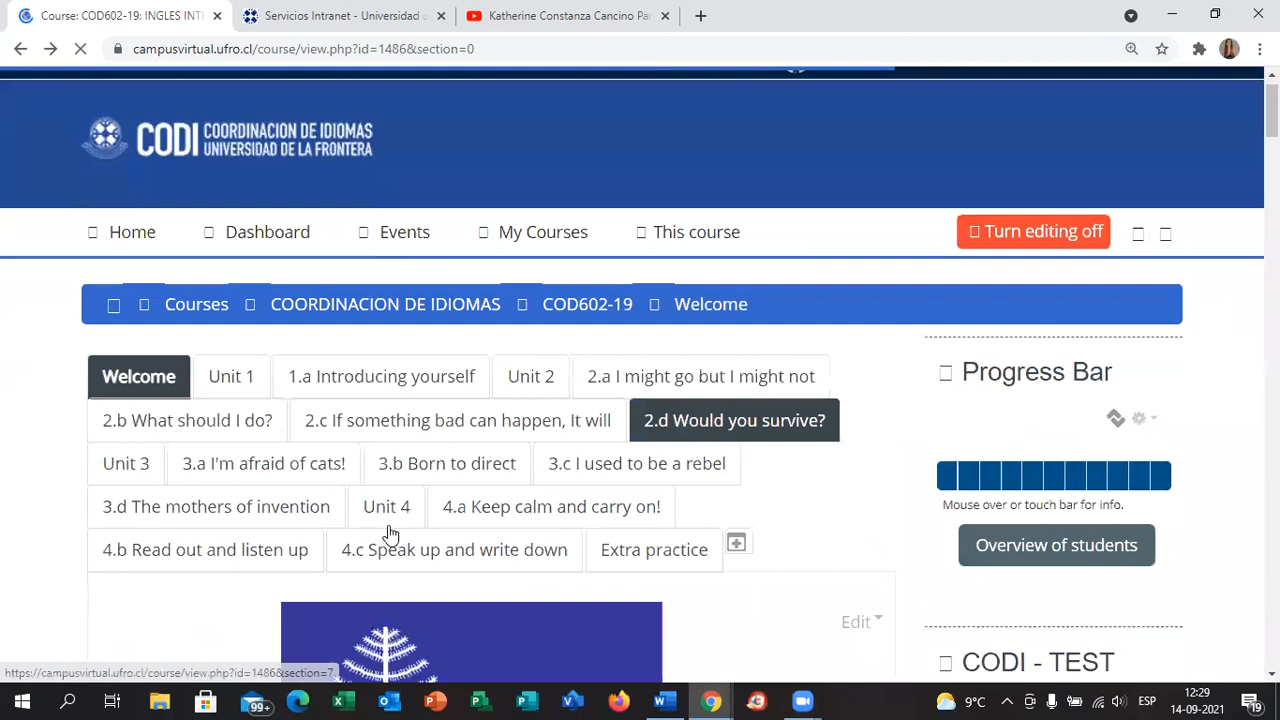 Course: COD602-19: INGLES INT
Servicios Intranet - Universidad
Katherine Constanza Cancino Par
campusvirtual.ufro.cl/course/view.php?id=1486&section=0
CODI COORDINACION DE IDIOMAS
UNIVERSIDAD DE LA FRONTERA
Home
Dashboard
Events
My Courses
This course
Turn editing off
Courses
COORDINACION DE IDIOMAS
COD602-19
Welcome
Welcome
Unit 1
1.a Introducing yourself
Unit 2
2.a I might go but I might not
2.b What should I do?
2.c If something bad can happen, It will
2.d Would you survive?
Unit 3
3.a I'm afraid of cats!
3.b Born to direct
3.c I used to be a rebel
3.d The mothers of invention
Unit 4
4.a Keep calm and carry on!
4.b Read out and listen up
4.c Speak up and write down
Extra practice
Edit
Progress Bar
Mouse over or touch bar for info.
Overview of students
CODI - TEST
https://campusvirtual.ufro.cl/course/view.php?id=1486&section=7
99+
9°C
ESP
12:29
14-09-2021
19